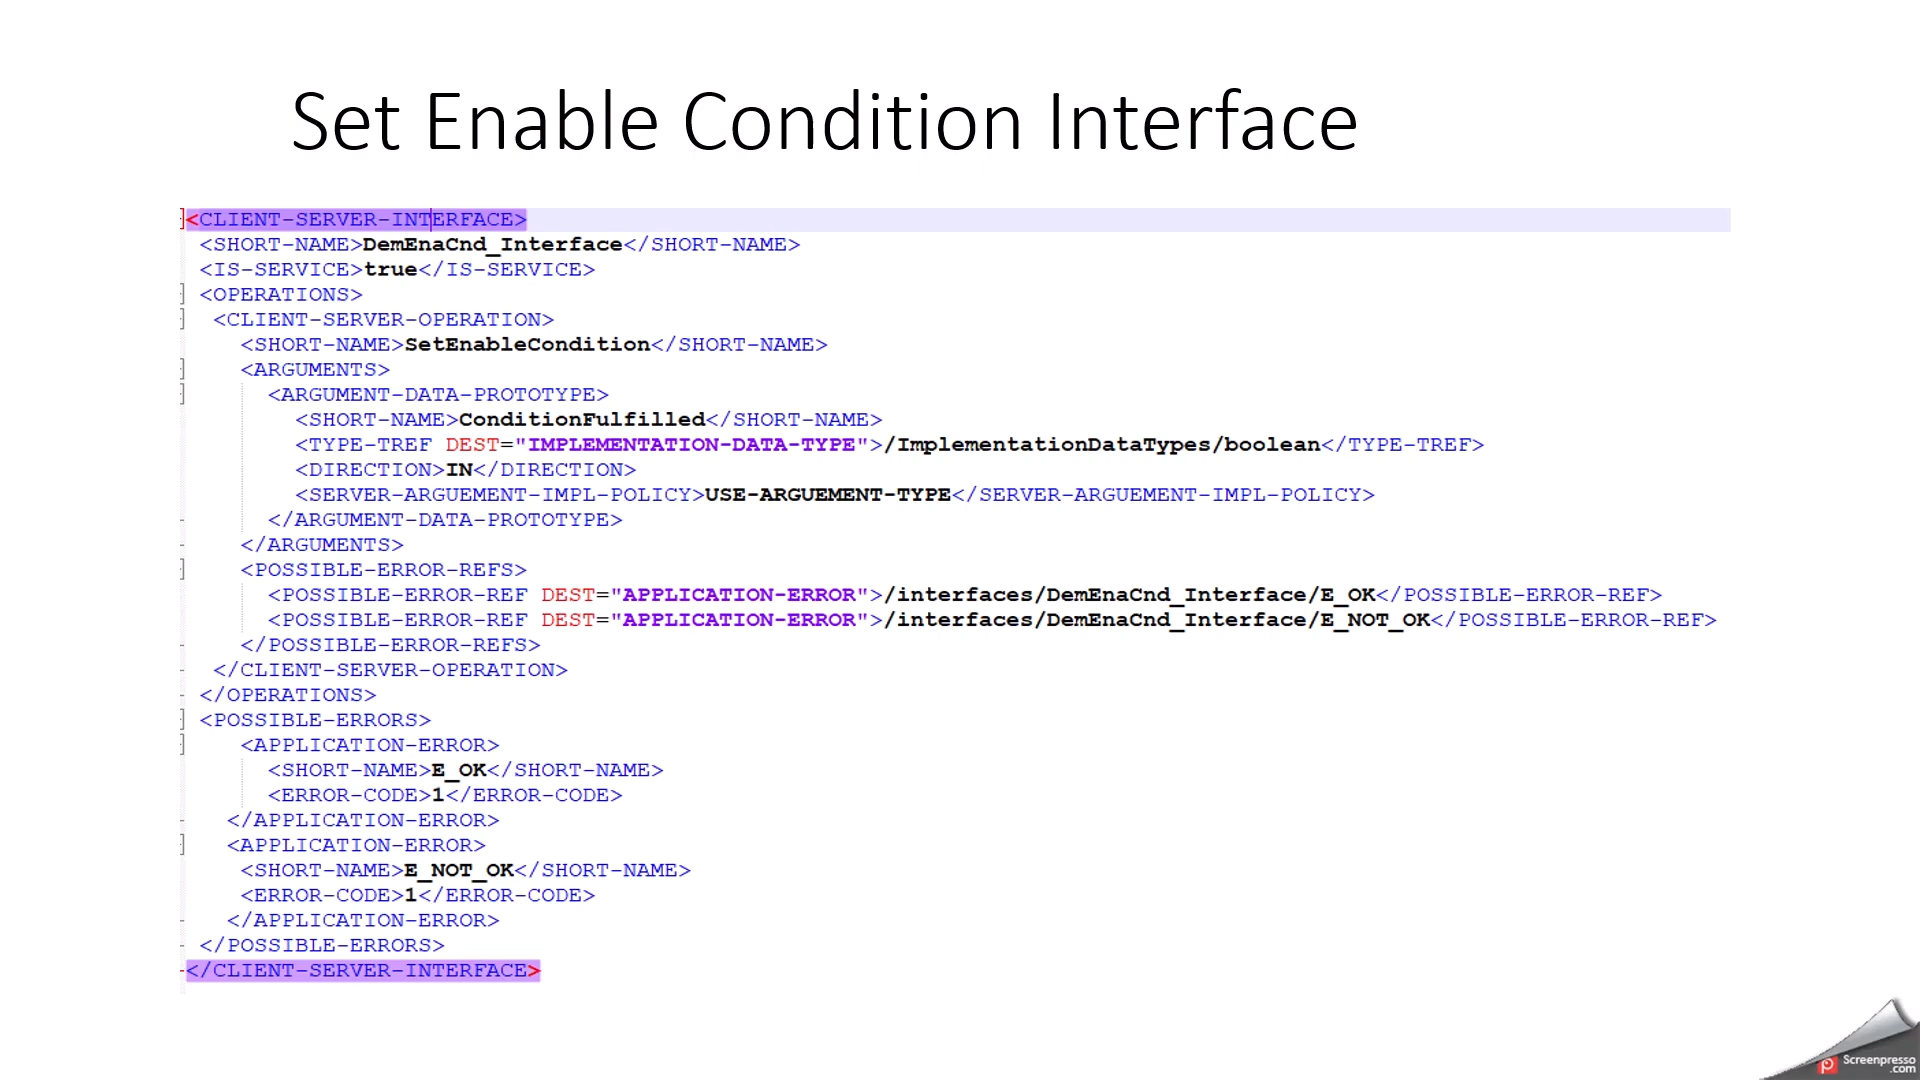 Set Enable Condition Interface
<CLIENT-SERVER-INTERFACE>
<SHORT-NAME>DemEnaCnd_Interface</SHORT-NAME>
<IS-SERVICE>true</IS-SERVICE>
<OPERATIONS>
<CLIENT-SERVER-OPERATION>
<SHORT-NAME>SetEnableCondition</SHORT-NAME>
<ARGUMENTS>
<ARGUMENT-DATA-PROTOTYPE>
<SHORT-NAME>ConditionFulfilled</SHORT-NAME>
<TYPE-TREF DEST="IMPLEMENTATION-DATA-TYPE">/ImplementationDataTypes/boolean</TYPE-TREF>
<DIRECTION>IN</DIRECTION>
<SERVER-ARGUEMENT-IMPL-POLICY>USE-ARGUEMENT-TYPE</SERVER-ARGUEMENT-IMPL-POLICY>
</ARGUMENT-DATA-PROTOTYPE>
</ARGUMENTS>
<POSSIBLE-ERROR-REFS>
<POSSIBLE-ERROR-REF DEST="APPLICATION-ERROR">/interfaces/DemEnaCnd_Interface/E_OK</POSSIBLE-ERROR-REF>
<POSSIBLE-ERROR-REF DEST="APPLICATION-ERROR">/interfaces/DemEnaCnd_Interface/E_NOT_OK</POSSIBLE-ERROR-REF>
</POSSIBLE-ERROR-REFS>
</CLIENT-SERVER-OPERATION>
</OPERATIONS>
<POSSIBLE-ERRORS>
<APPLICATION-ERROR>
<SHORT-NAME>E_OK</SHORT-NAME>
<ERROR-CODE>1</ERROR-CODE>
</APPLICATION-ERROR>
<APPLICATION-ERROR>
<SHORT-NAME>E_NOT_OK</SHORT-NAME>
<ERROR-CODE>1</ERROR-CODE>
</APPLICATION-ERROR>
</POSSIBLE-ERRORS>
</CLIENT-SERVER-INTERFACE>
Screenpresso
.com